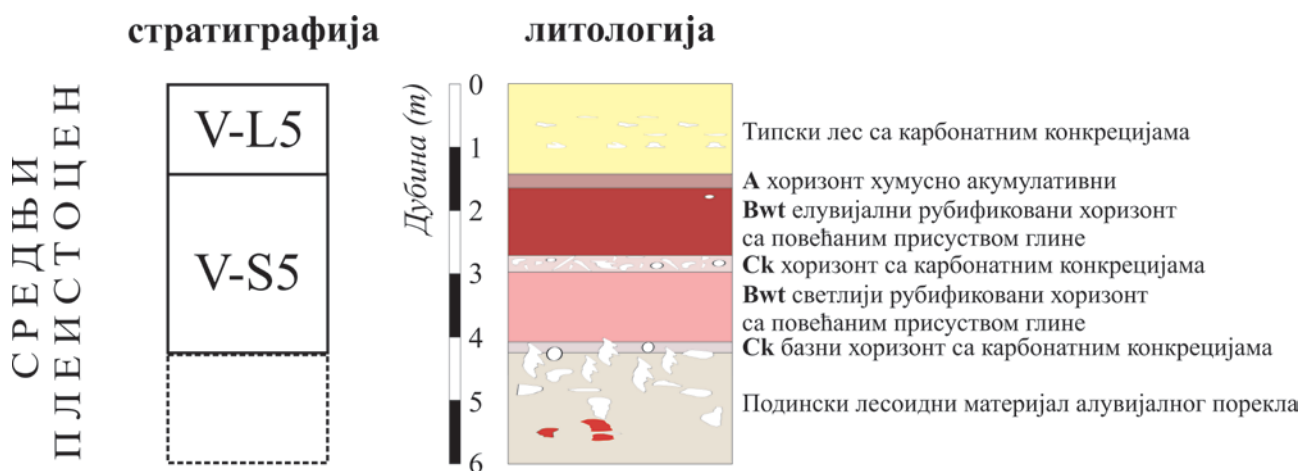 стратиграфија
литологија
СРЕДЊИ
ПЛЕИСТОЦЕН
V-L5
V-S5
Дубина (m)
0
1
2
3
4
5
6
Типски лес са карбонатним конкрецијама
А хоризонт хумусно акумулативни
Bwt елувијални рубификовани хоризонт
са повећаним присуством глине
Ck хоризонт са карбонатним конкрецијама
Bwt светлији рубификовани хоризонт
са повећаним присуством глине
Ck базни хоризонт са карбонатним конкрецијама
Подински лесоидни материјал алувијалног порекла